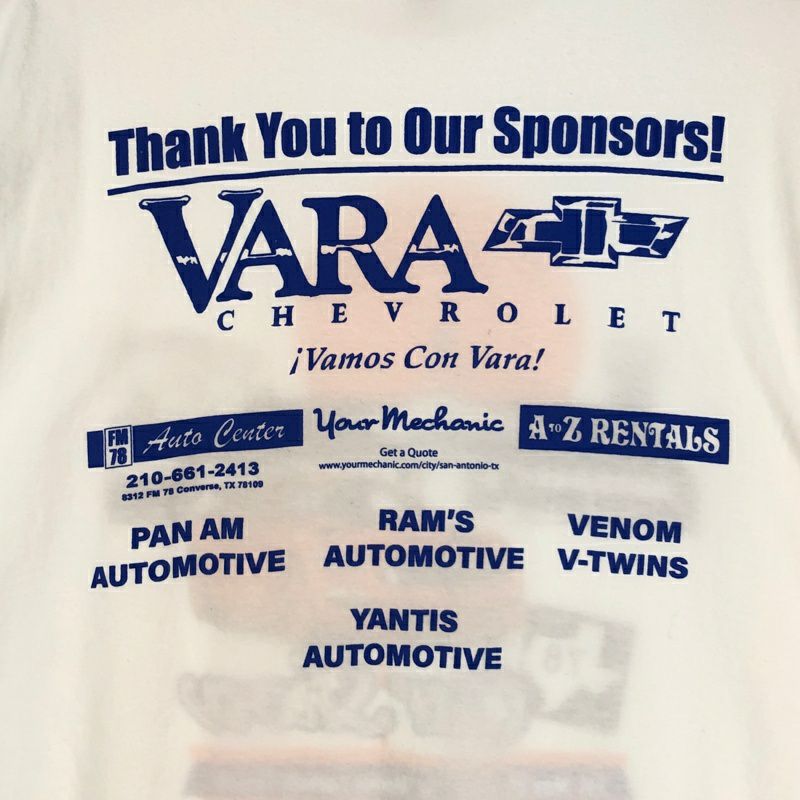 Thank You to Our Sponsors!
VARA
CHEVROLET
¡Vamos Con Vara!
FM 78 Auto Center
210-661-2413
8312 FM 78 Converse, TX 78109
Your Mechanic
Get a Quote
www.yourmechanic.com/city/san-antonio-tx
A TO Z RENTALS
PAN AM
AUTOMOTIVE
RAM'S
AUTOMOTIVE
VENOM
V-TWINS
YANTIS
AUTOMOTIVE